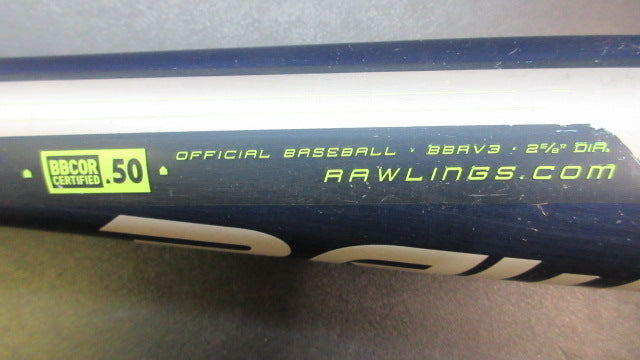 BBCOR
CERTIFIED .50
OFFICIAL BASEBALL · BBRV3 · 2⅝" DIA.
RAWLINGS.COM